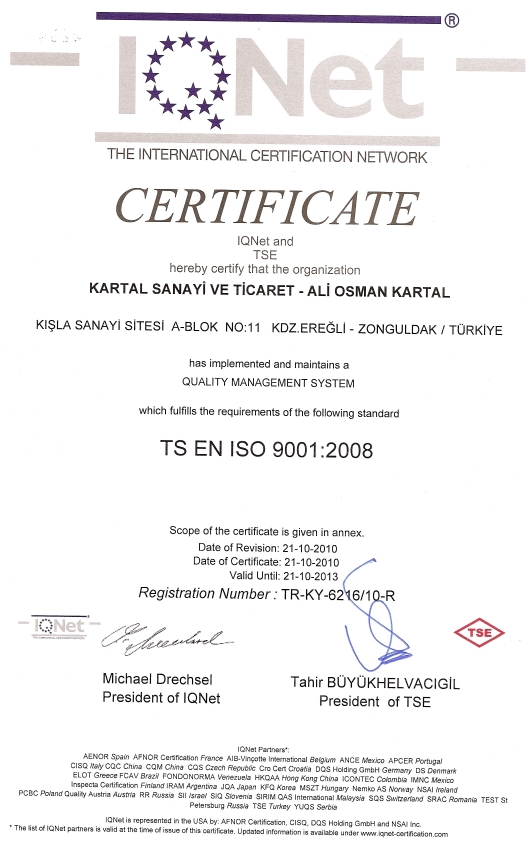 IQNet ®
THE INTERNATIONAL CERTIFICATION NETWORK
CERTIFICATE
IQNet and
TSE
hereby certify that the organization
KARTAL SANAYİ VE TİCARET - ALİ OSMAN KARTAL
KIŞLA SANAYİ SİTESİ A-BLOK NO:11 KDZ.EREĞLİ - ZONGULDAK / TÜRKİYE
has implemented and maintains a
QUALITY MANAGEMENT SYSTEM
which fulfills the requirements of the following standard
TS EN ISO 9001:2008
Scope of the certificate is given in annex.
Date of Revision: 21-10-2010
Date of Certificate: 21-10-2010
Valid Until: 21-10-2013
Registration Number : TR-KY-6216/10-R
IQNet
TSE
Michael Drechsel
President of IQNet
Tahir BÜYÜKHELVACIGİL
President of TSE
IQNet Partners*:
AENOR Spain AFNOR Certification France AIB-Vinçotte International Belgium ANCE Mexico APCER Portugal
CISQ Italy CQC China CQM China CQS Czech Republic Cro Cert Croatia DQS Holding GmbH Germany DS Denmark
ELOT Greece FCAV Brazil FONDONORMA Venezuela HKQAA Hong Kong China ICONTEC Colombia IMNC Mexico
Inspecta Certification Finland IRAM Argentina JQA Japan KFQ Korea MSZT Hungary Nemko AS Norway NSAI Ireland
PCBC Poland Quality Austria Austria RR Russia SII Israel SIQ Slovenia SIRIM QAS International Malaysia SQS Switzerland SRAC Romania TEST St
Petersburg Russia TSE Turkey YUQS Serbia
IQNet is represented in the USA by: AFNOR Certification, CISQ, DQS Holding GmbH and NSAI Inc.
* The list of IQNet partners is valid at the time of issue of this certificate. Updated information is available under www.iqnet-certification.com